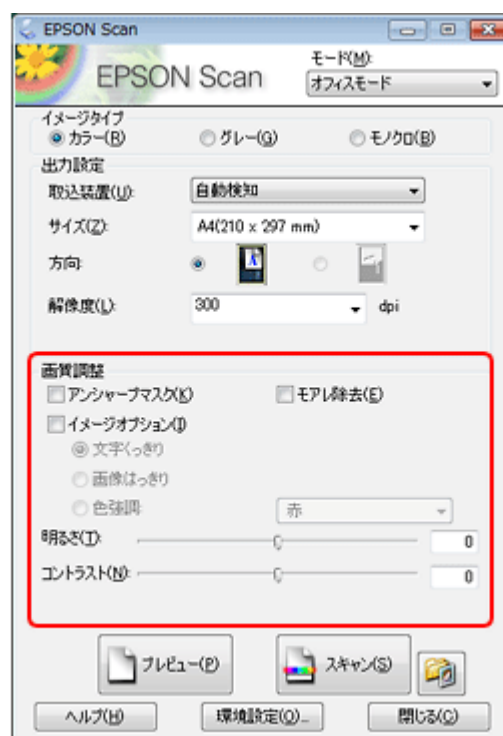 EPSON Scan
EPSON Scan
モード(M):
オフィスモード
イメージタイプ
カラー(R) グレー(G) モノクロ(B)
出力設定
取込装置(U): 自動検知
サイズ(Z): A4(210 x 297 mm)
方向:
解像度(L): 300 dpi
画質調整
アンシャープマスク(K) モアレ除去(E)
イメージオプション(I)
文字くっきり
画像はっきり
色強調: 赤
明るさ(T): 0
コントラスト(N): 0
プレビュー(P) スキャン(S)
ヘルプ(H) 環境設定(O)... 閉じる(C)